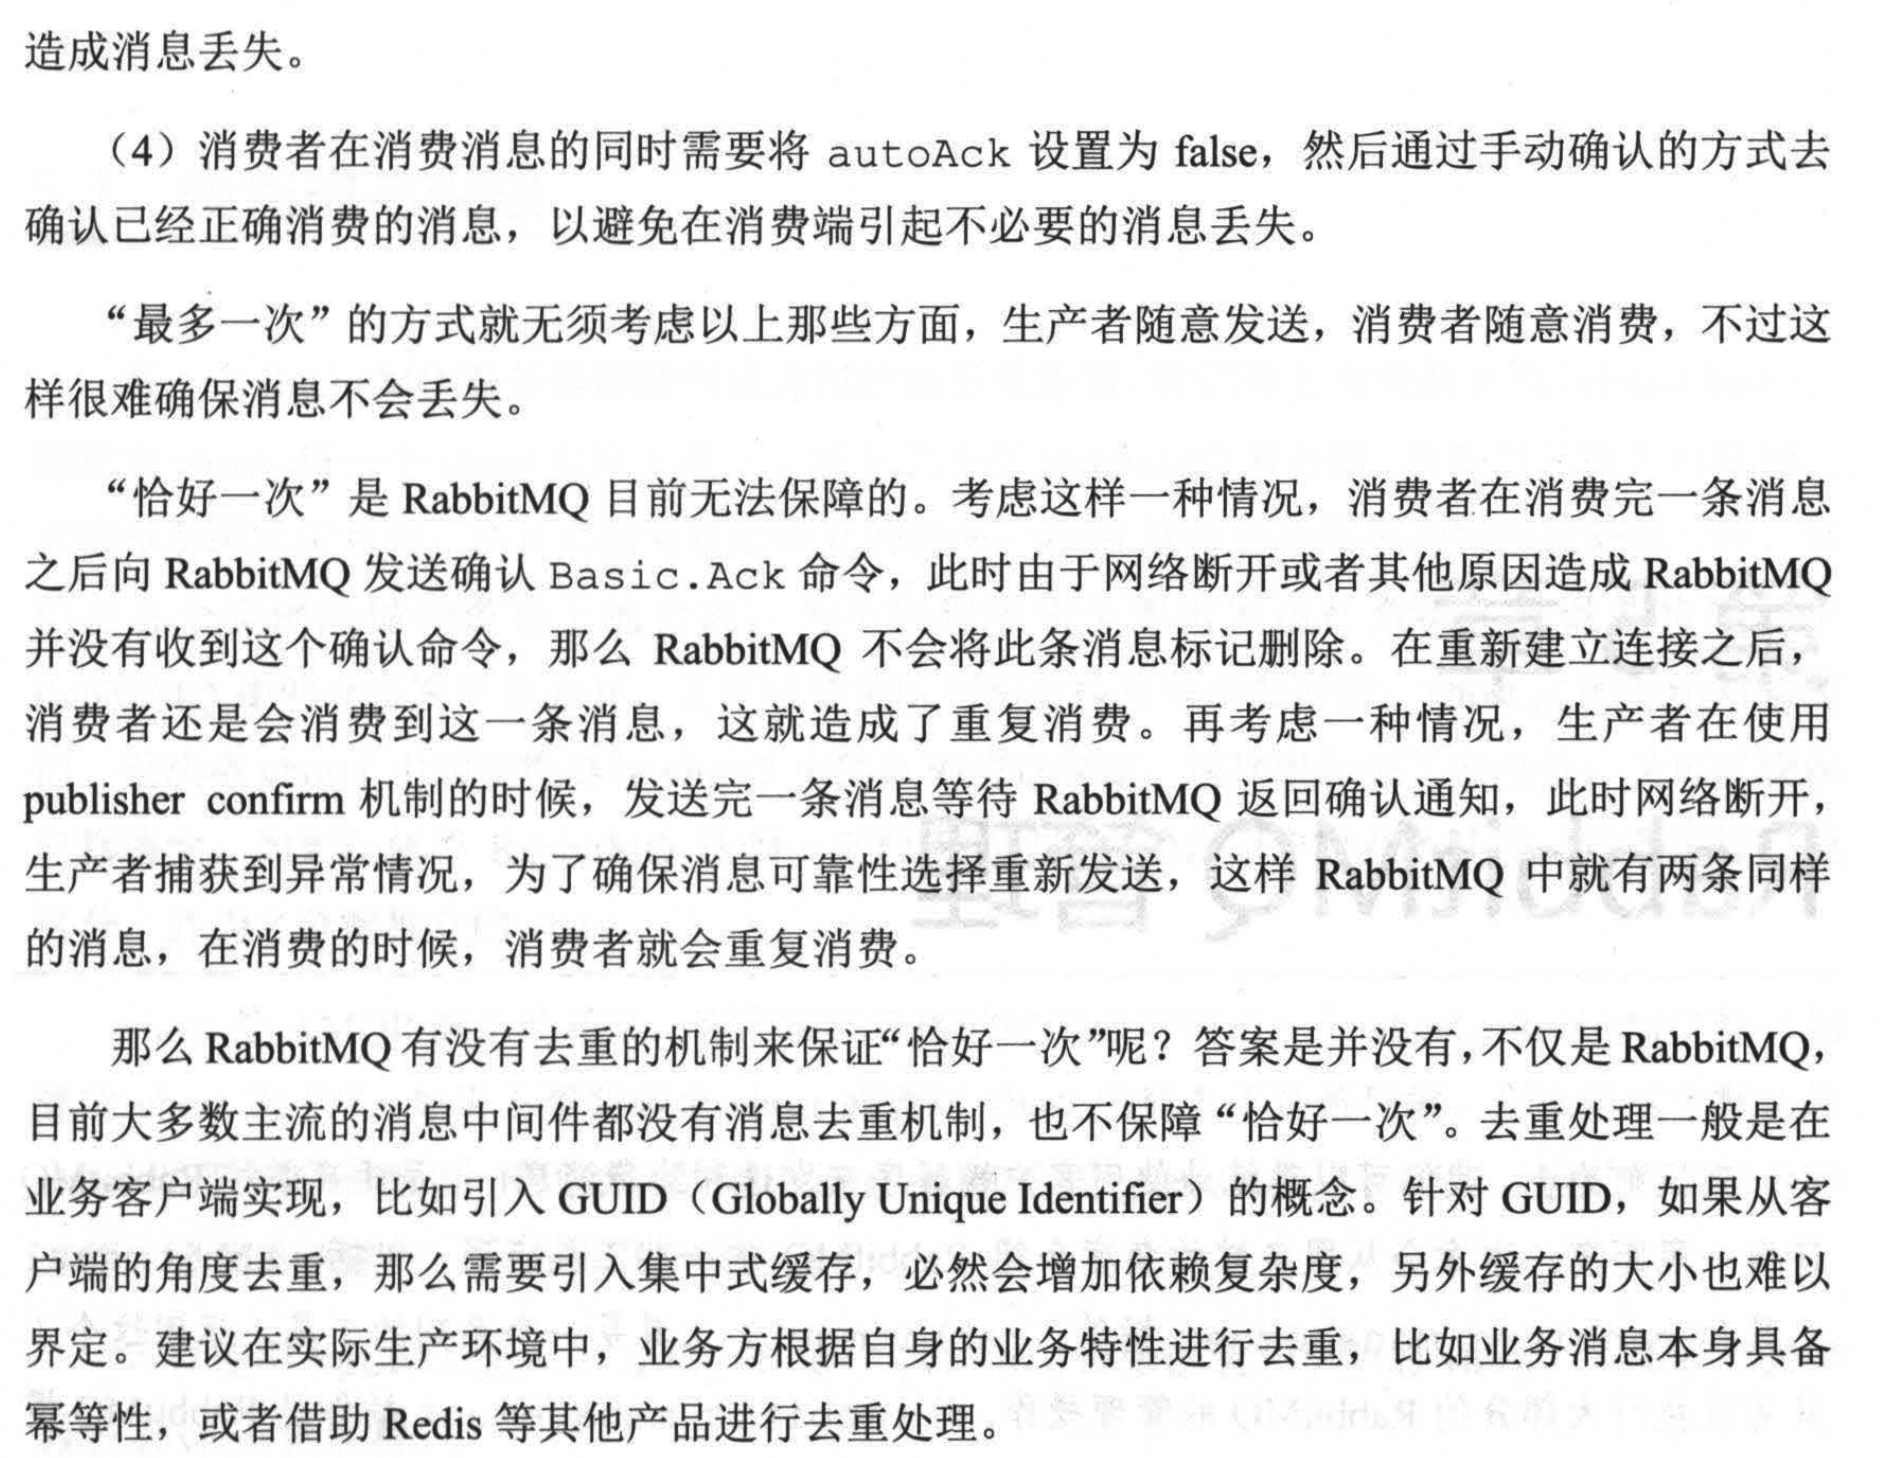 造成消息丢失。
（4）消费者在消费消息的同时需要将 autoAck 设置为 false，然后通过手动确认的方式去
确认已经正确消费的消息，以避免在消费端引起不必要的消息丢失。
“最多一次”的方式就无须考虑以上那些方面，生产者随意发送，消费者随意消费，不过这
样很难确保消息不会丢失。
“恰好一次”是 RabbitMQ 目前无法保障的。考虑这样一种情况，消费者在消费完一条消息
之后向 RabbitMQ 发送确认 Basic.Ack 命令，此时由于网络断开或者其他原因造成 RabbitMQ
并没有收到这个确认命令，那么 RabbitMQ 不会将此条消息标记删除。在重新建立连接之后，
消费者还是会消费到这一条消息，这就造成了重复消费。再考虑一种情况，生产者在使用
publisher confirm 机制的时候，发送完一条消息等待 RabbitMQ 返回确认通知，此时网络断开，
生产者捕获到异常情况，为了确保消息可靠性选择重新发送，这样 RabbitMQ 中就有两条同样
的消息，在消费的时候，消费者就会重复消费。
那么 RabbitMQ 有没有去重的机制来保证“恰好一次”呢？答案是并没有，不仅是 RabbitMQ，
目前大多数主流的消息中间件都没有消息去重机制，也不保障“恰好一次”。去重处理一般是在
业务客户端实现，比如引入 GUID（Globally Unique Identifier）的概念。针对 GUID，如果从客
户端的角度去重，那么需要引入集中式缓存，必然会增加依赖复杂度，另外缓存的大小也难以
界定。建议在实际生产环境中，业务方根据自身的业务特性进行去重，比如业务消息本身具备
幂等性，或者借助 Redis 等其他产品进行去重处理。